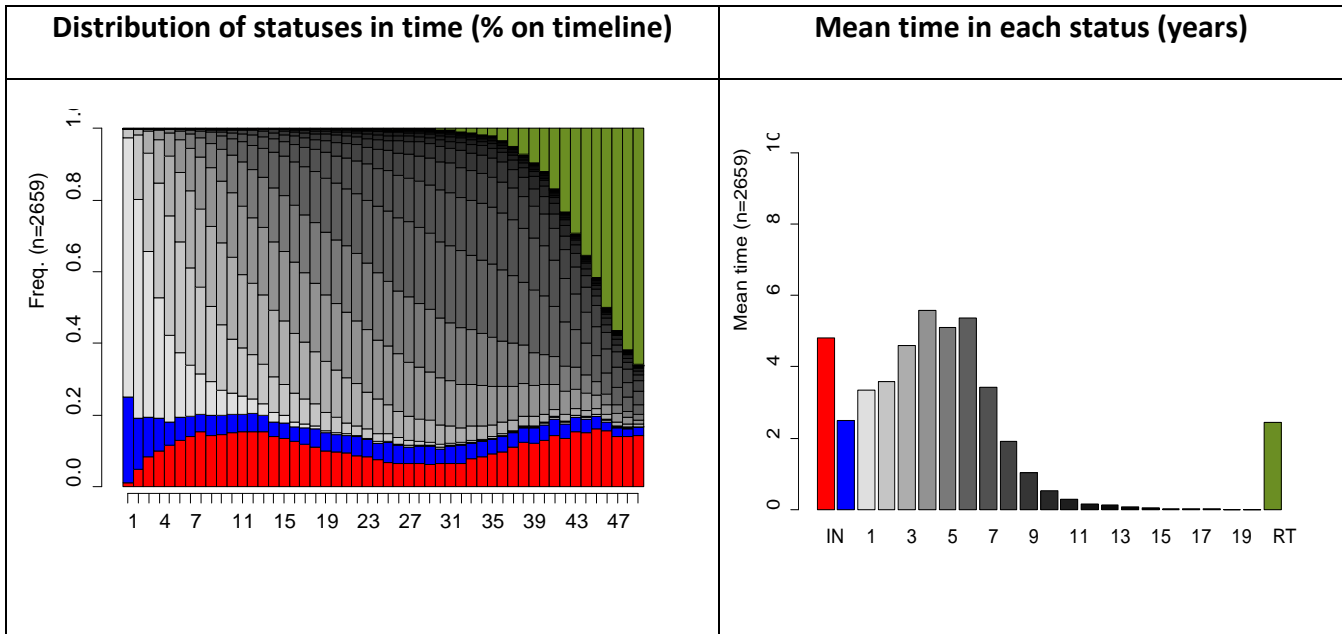 Distribution of statuses in time (% on timeline)
Mean time in each status (years)
Freq. (n=2659)
0.0 0.2 0.4 0.6 0.8
1 4 7 11 15 19 23 27 31 35 39 43 47
Mean time (n=2659)
0 2 4 6 8
IN 1 3 5 7 9 11 13 15 17 19 RT